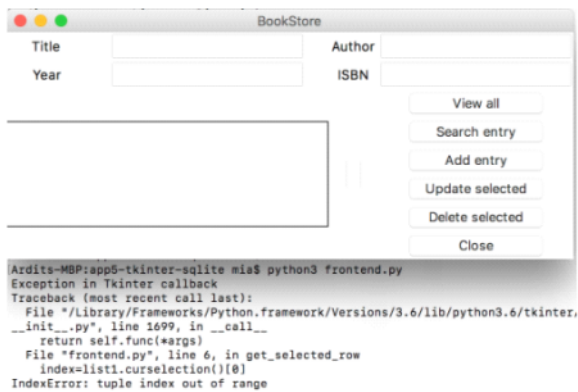 BookStore
Title Author
Year ISBN
View all
Search entry
Add entry
Update selected
Delete selected
Close
[Ardits-MBP:app5-tkinter-sqlite mia$ python3 frontend.py
Exception in Tkinter callback
Traceback (most recent call last):
  File "/Library/Frameworks/Python.framework/Versions/3.6/lib/python3.6/tkinter/
__init__.py", line 1699, in __call__
    return self.func(*args)
  File "frontend.py", line 6, in get_selected_row
    index=list1.curselection()[0]
IndexError: tuple index out of range